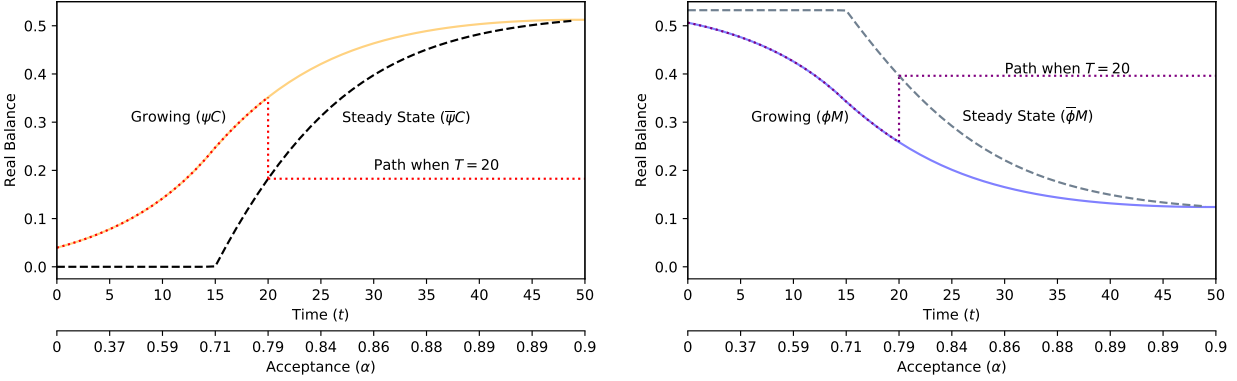 Real Balance
0.5
0.4
0.3
0.2
0.1
0.0
Growing (ψC)
Steady State (ψ̅C)
Path when T = 20
0 5 10 15 20 25 30 35 40 45 50
Time (t)
0 0.37 0.59 0.71 0.79 0.84 0.86 0.88 0.89 0.89 0.9
Acceptance (α)
Real Balance
0.5
0.4
0.3
0.2
0.1
0.0
Path when T = 20
Growing (ϕM)
Steady State (ϕ̅M)
0 5 10 15 20 25 30 35 40 45 50
Time (t)
0 0.37 0.59 0.71 0.79 0.84 0.86 0.88 0.89 0.89 0.9
Acceptance (α)